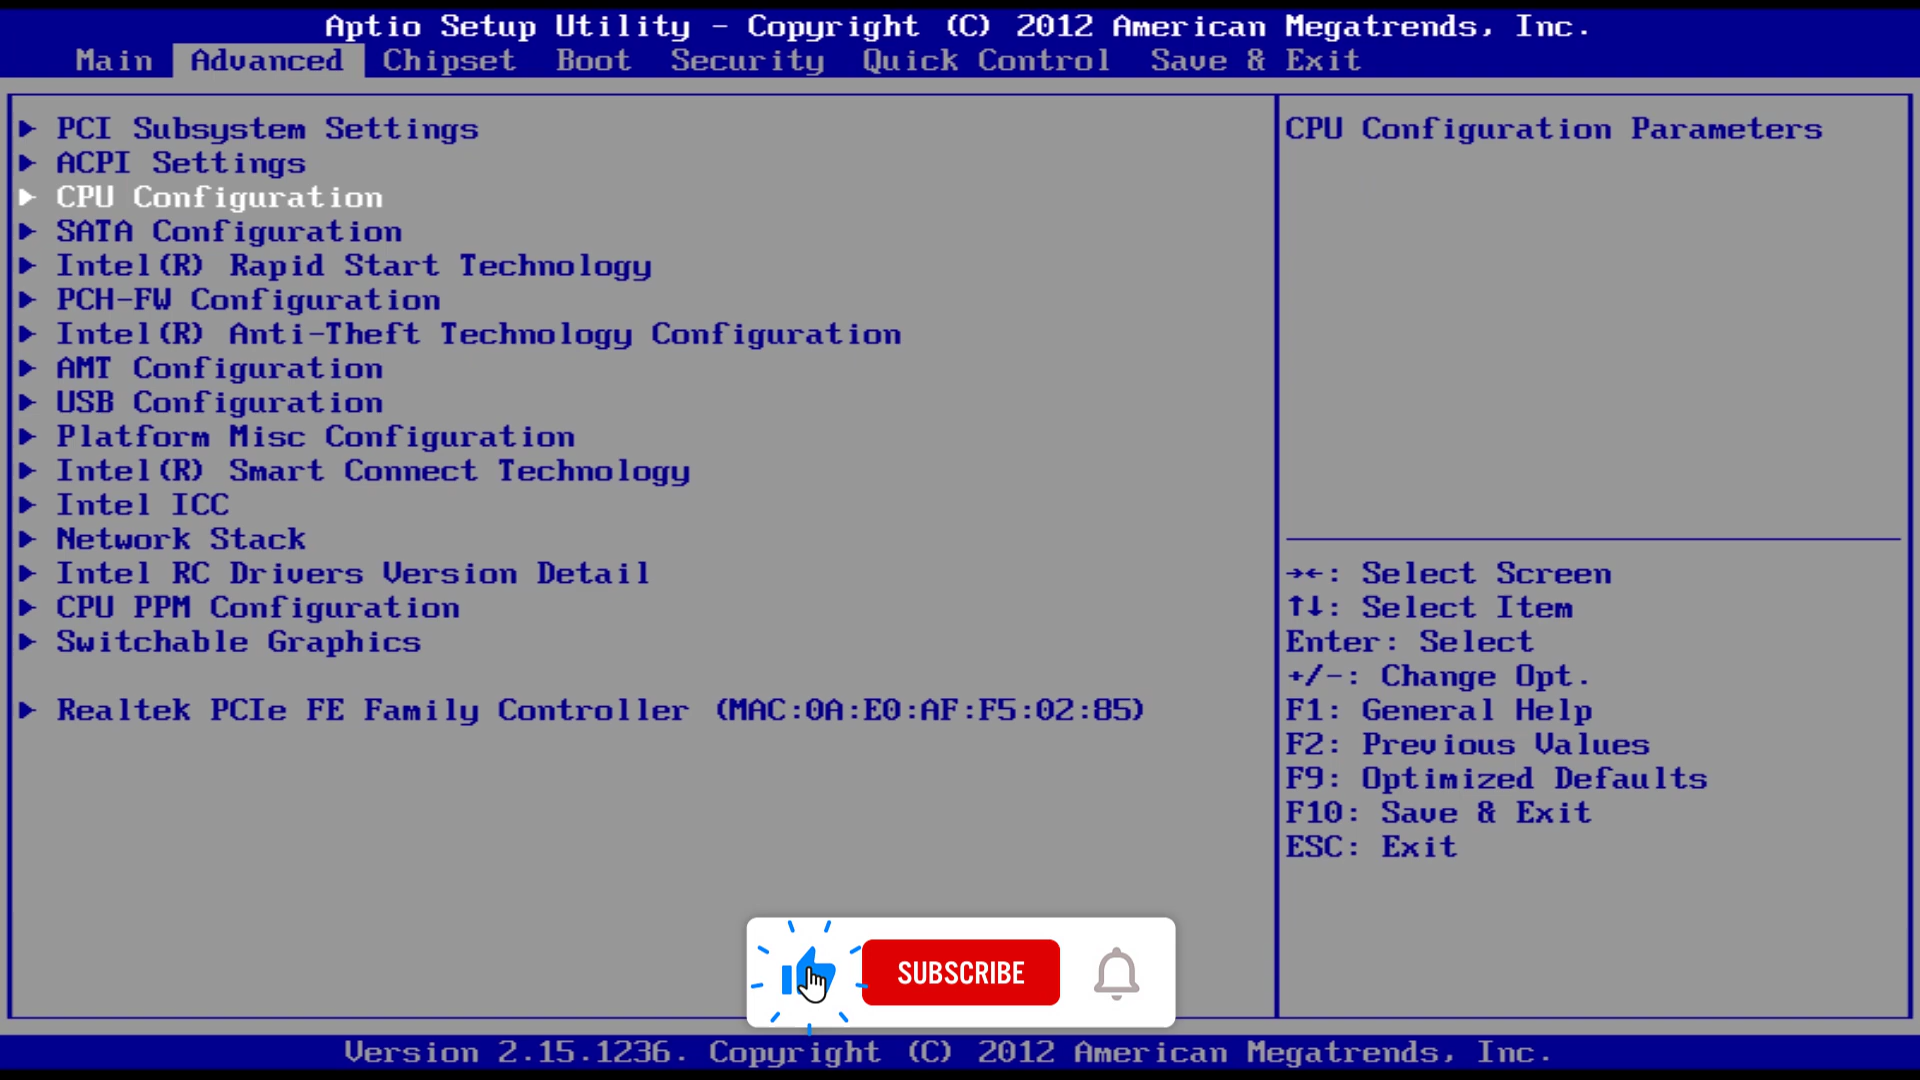 Aptio Setup Utility - Copyright (C) 2012 American Megatrends, Inc.
Main Advanced Chipset Boot Security Quick Control Save & Exit
PCI Subsystem Settings
ACPI Settings
CPU Configuration
SATA Configuration
Intel(R) Rapid Start Technology
PCH-FW Configuration
Intel(R) Anti-Theft Technology Configuration
AMT Configuration
USB Configuration
Platform Misc Configuration
Intel(R) Smart Connect Technology
Intel ICC
Network Stack
Intel RC Drivers Version Detail
CPU PPM Configuration
Switchable Graphics
Realtek PCIe FE Family Controller (MAC:0A:E0:AF:F5:02:85)
CPU Configuration Parameters
→←: Select Screen
↑↓: Select Item
Enter: Select
+/-: Change Opt.
F1: General Help
F2: Previous Values
F9: Optimized Defaults
F10: Save & Exit
ESC: Exit
SUBSCRIBE
Version 2.15.1236. Copyright (C) 2012 American Megatrends, Inc.